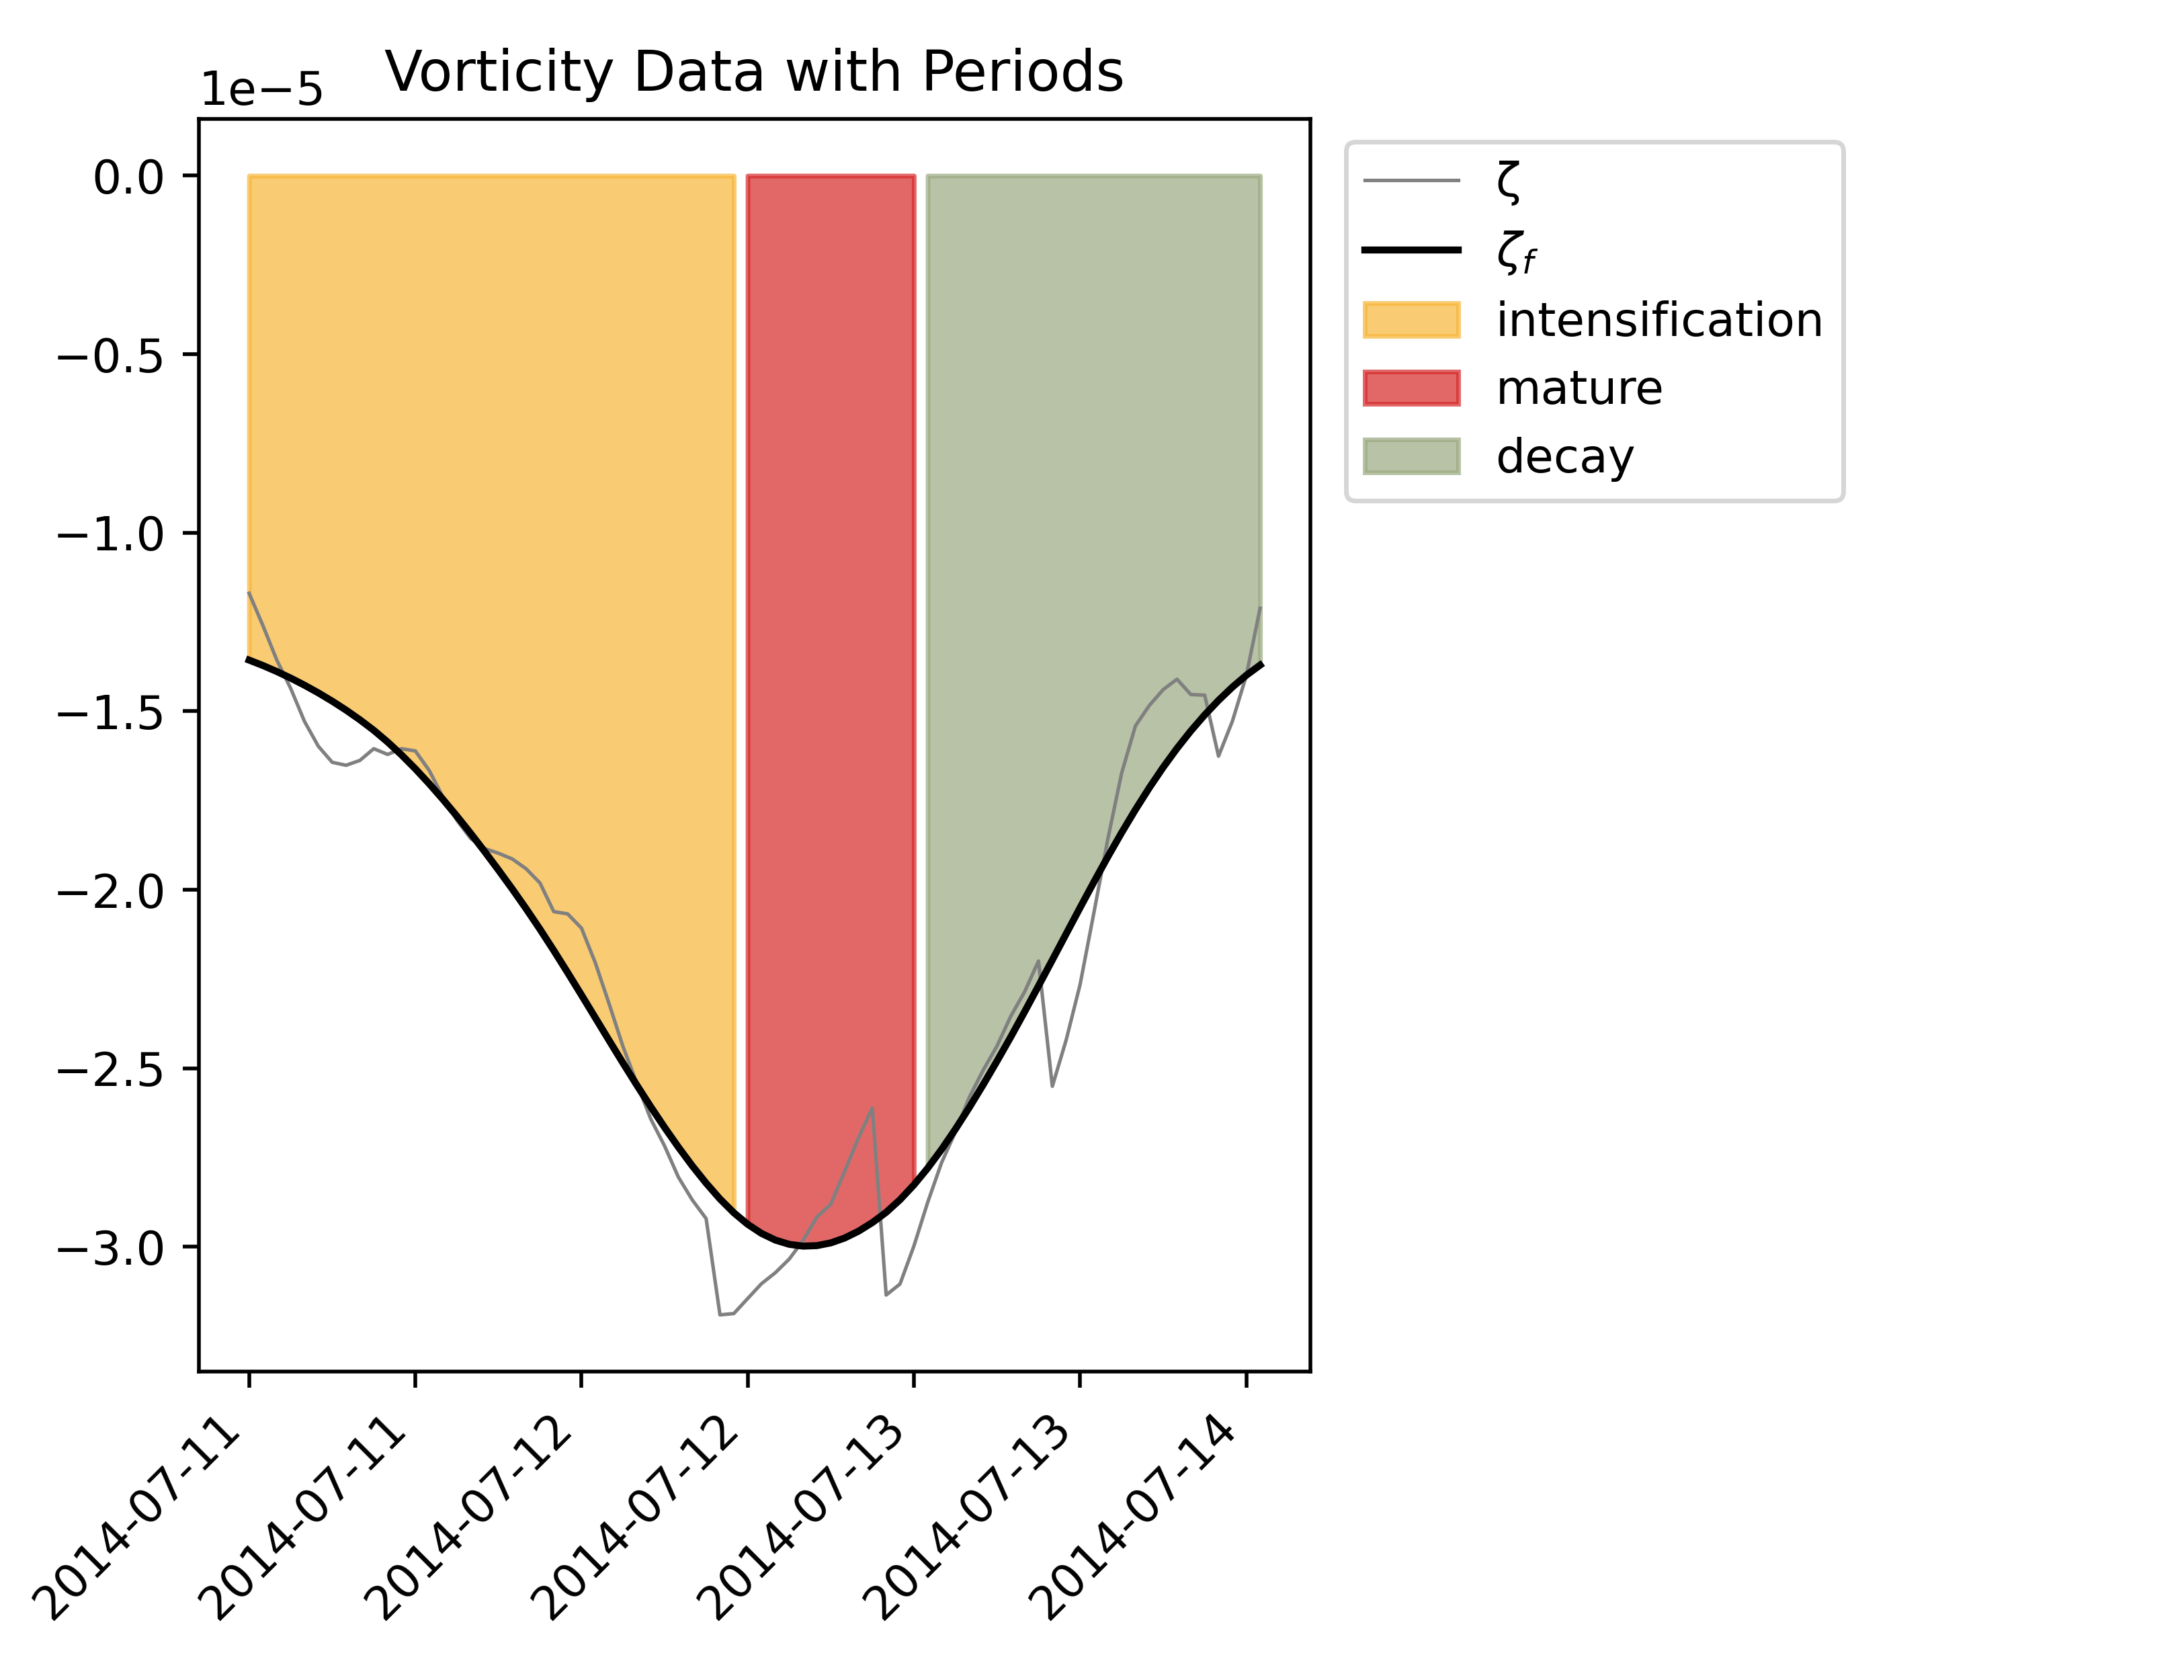 Vorticity Data with Periods
1e−5
0.0
−0.5
−1.0
−1.5
−2.0
−2.5
−3.0
2014-07-11
2014-07-11
2014-07-12
2014-07-12
2014-07-13
2014-07-13
2014-07-14
ζ
ζf
intensification
mature
decay